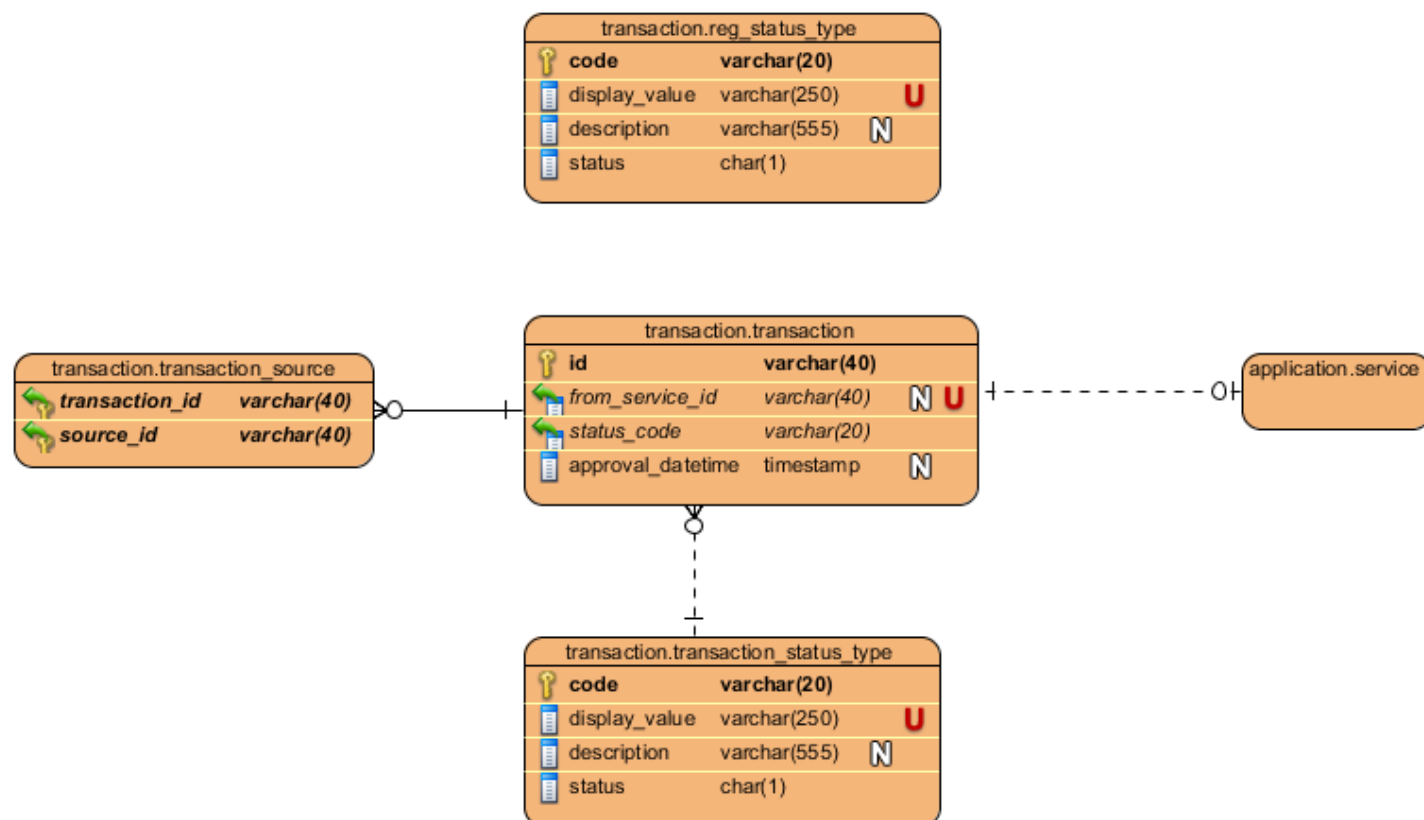 transaction.reg_status_type
code varchar(20)
display_value varchar(250) U
description varchar(555) N
status char(1)
transaction.transaction_source
transaction_id varchar(40)
source_id varchar(40)
transaction.transaction
id varchar(40)
from_service_id varchar(40) N U
status_code varchar(20)
approval_datetime timestamp N
application.service
transaction.transaction_status_type
code varchar(20)
display_value varchar(250) U
description varchar(555) N
status char(1)